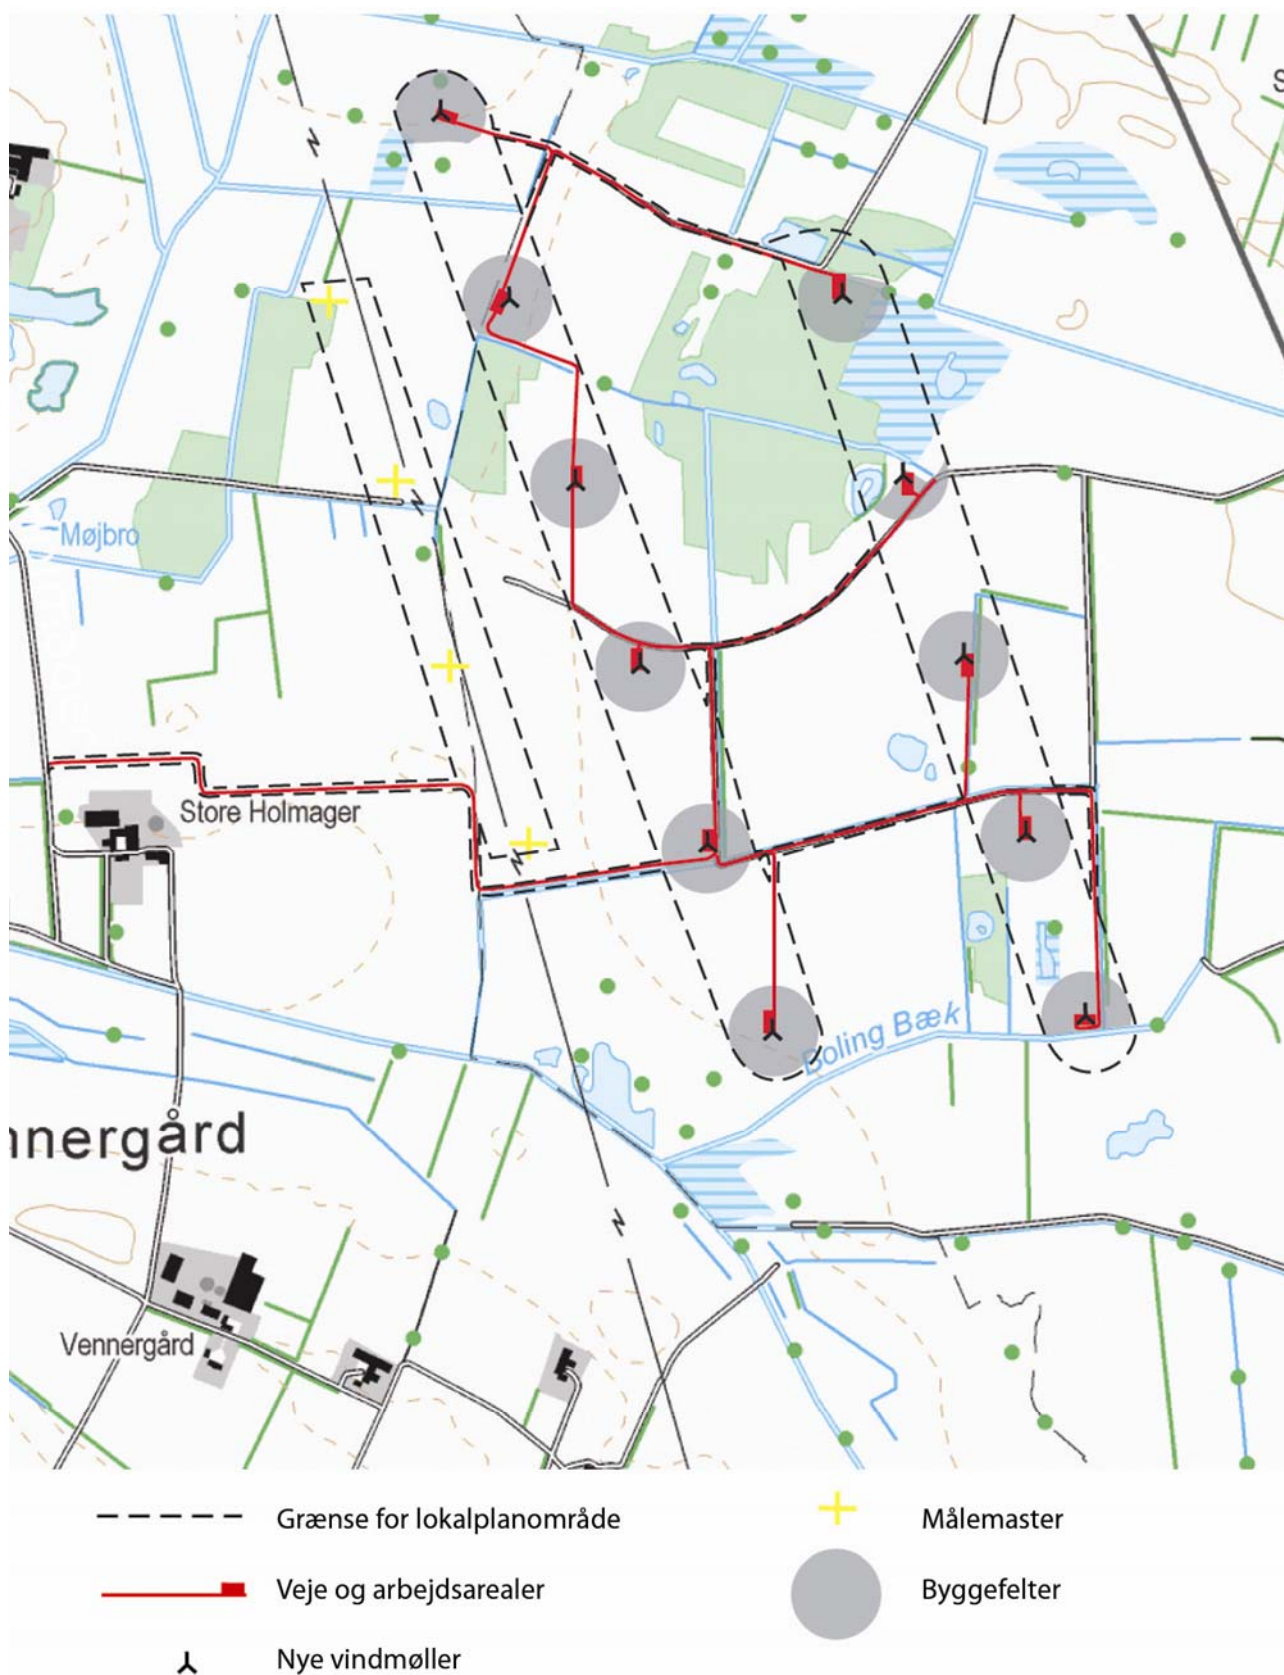 Møjbro
Store Holmager
Boling Bæk
nnergård
Vennergård
Grænse for lokalplanområde
Målemaster
Veje og arbejdsarealer
Byggefelter
Nye vindmøller